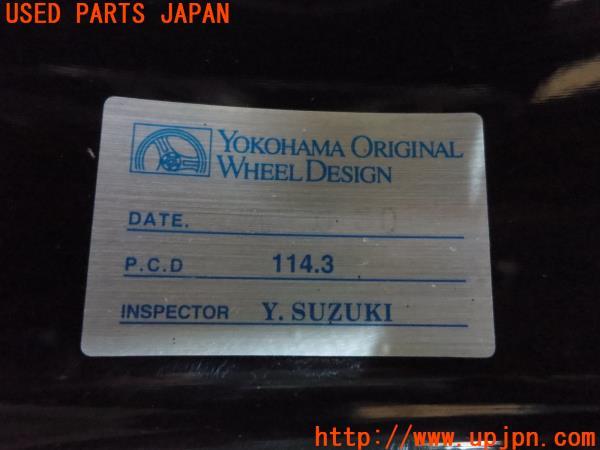 USED PARTS JAPAN
YOKOHAMA ORIGINAL
WHEEL DESIGN
DATE.
P.C.D 114.3
INSPECTOR Y. SUZUKI
http://www.upjpn.com